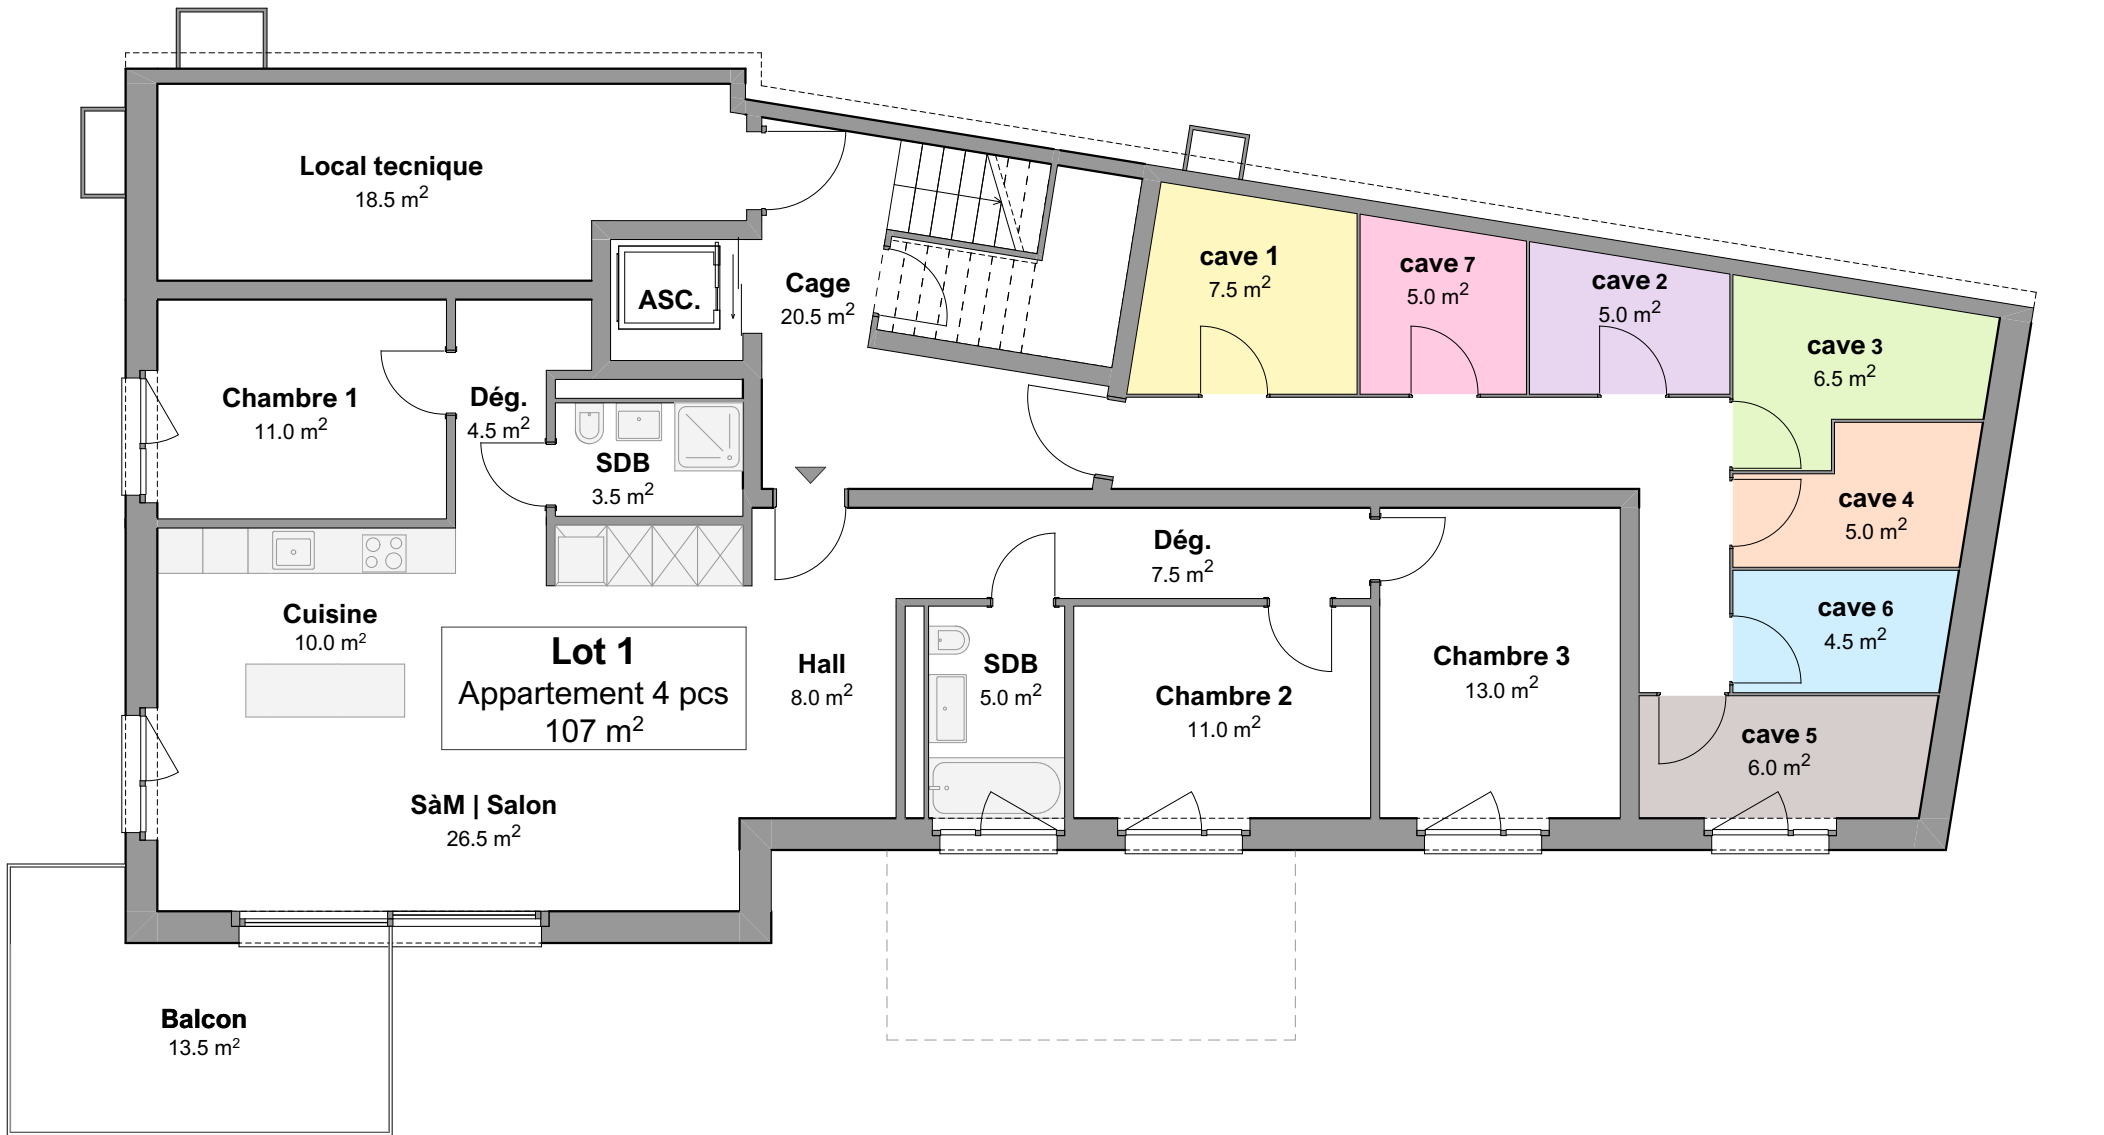 Local tecnique
18.5 m²
ASC.
Cage
20.5 m²
cave 1
7.5 m²
cave 7
5.0 m²
cave 2
5.0 m²
cave 3
6.5 m²
cave 4
5.0 m²
cave 6
4.5 m²
cave 5
6.0 m²
Chambre 1
11.0 m²
Dég.
4.5 m²
SDB
3.5 m²
Dég.
7.5 m²
Cuisine
10.0 m²
Lot 1
Appartement 4 pcs
107 m²
Hall
8.0 m²
SDB
5.0 m²
Chambre 2
11.0 m²
Chambre 3
13.0 m²
SàM | Salon
26.5 m²
Balcon
13.5 m²